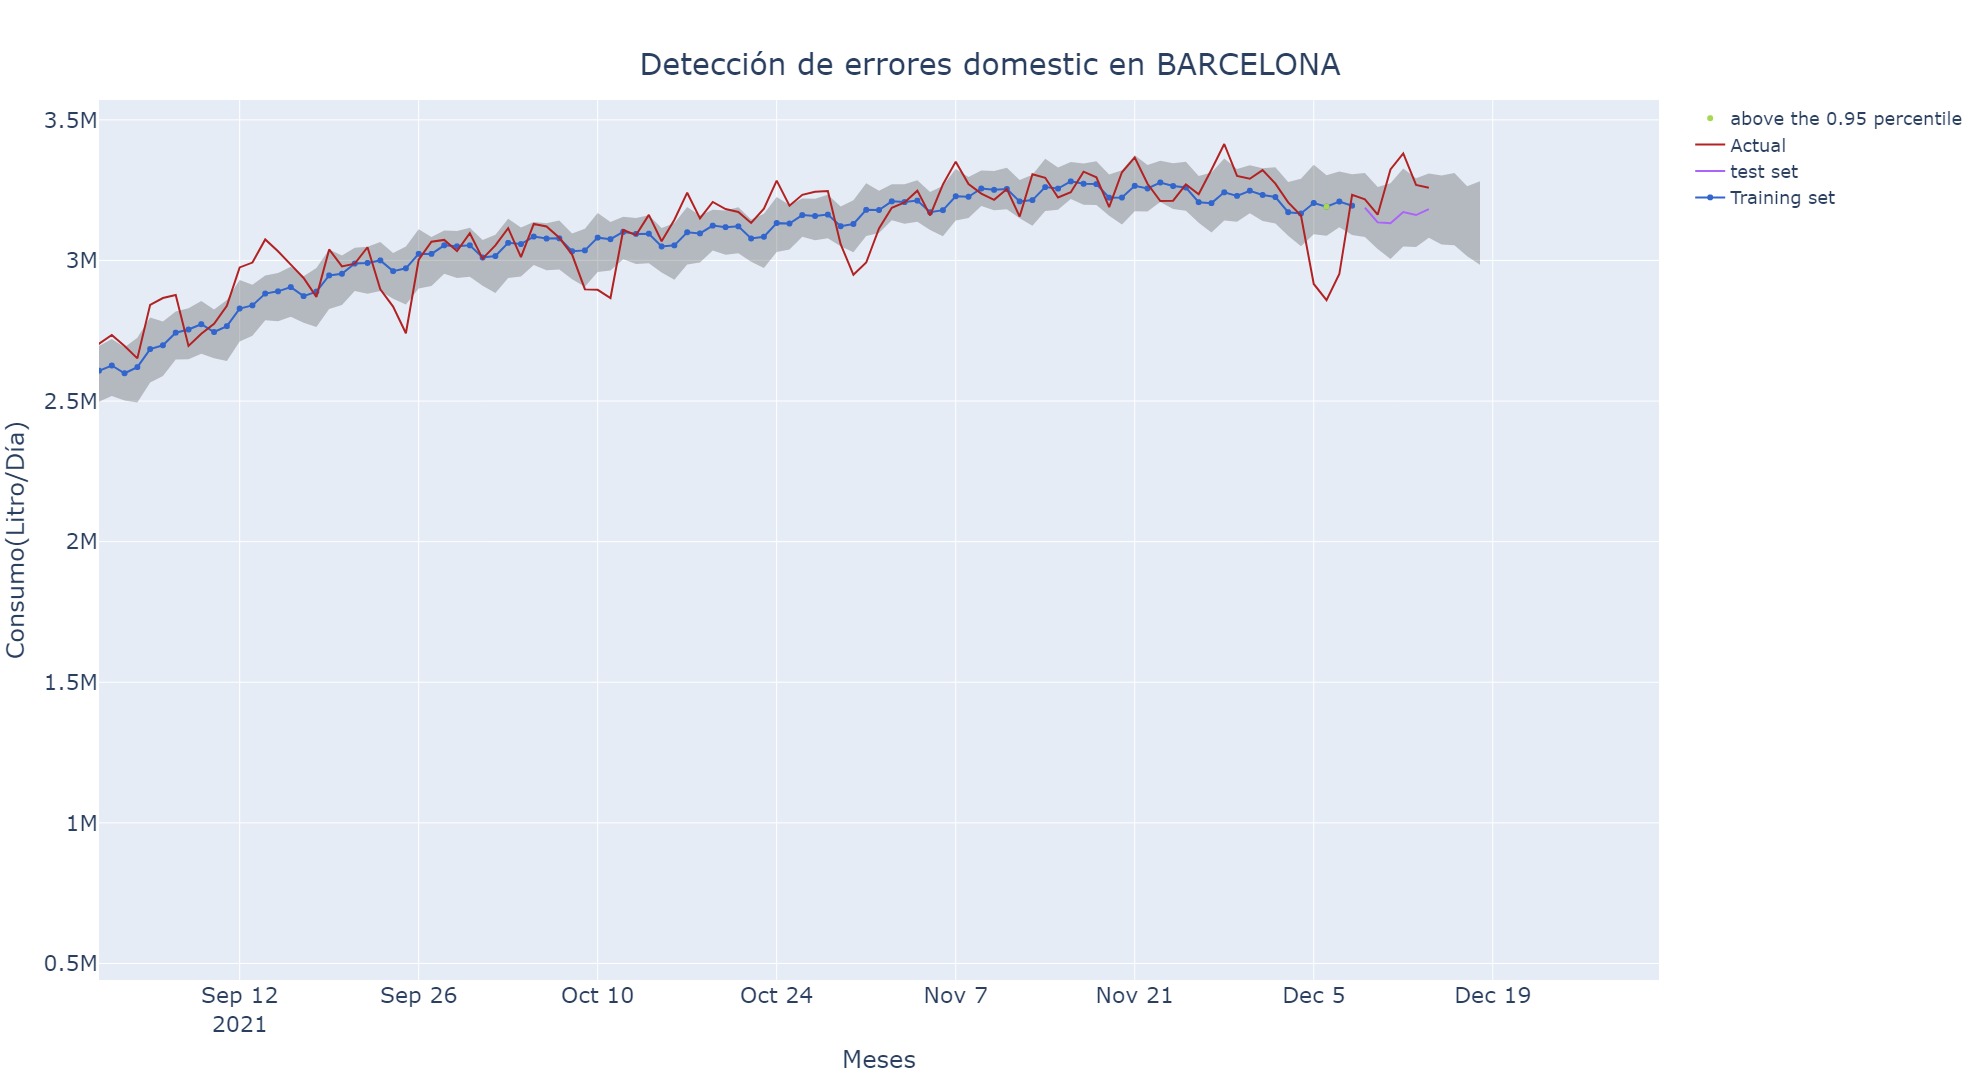 Detección de errores domestic en BARCELONA
above the 0.95 percentile
Actual
test set
Training set
3.5M
3M
2.5M
2M
1.5M
1M
0.5M
Consumo(Litro/Día)
Sep 12
2021
Sep 26
Oct 10
Oct 24
Nov 7
Nov 21
Dec 5
Dec 19
Meses